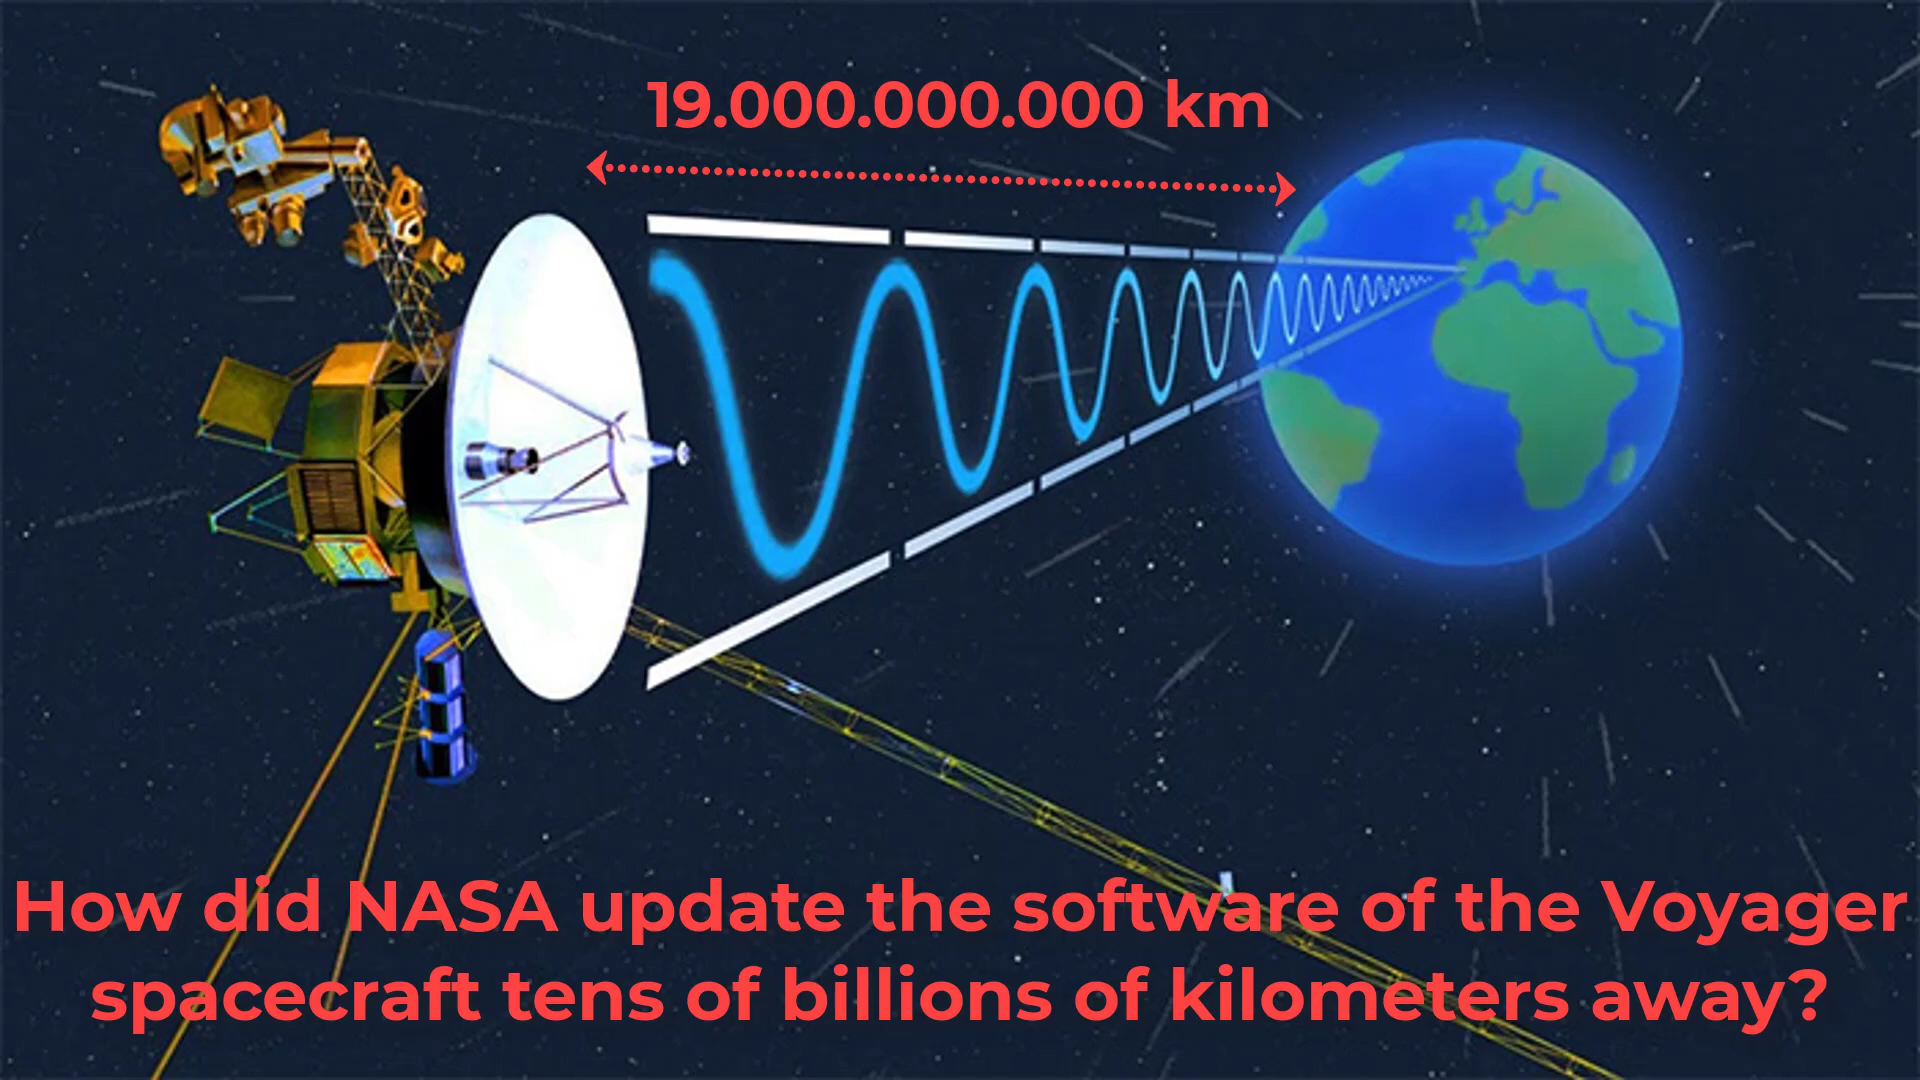 19.000.000.000 km
How did NASA update the software of the Voyager
spacecraft tens of billions of kilometers away?